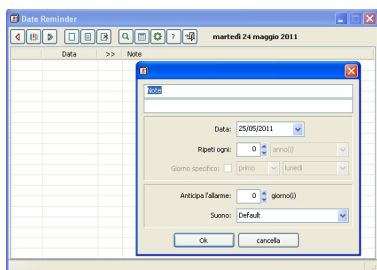 Date Reminder
? martedì 24 maggio 2011
Data >> Note
Note
Data: 25/05/2011
Ripeti ogni: 0 anno(i)
Giorno specifico: primo lunedì
Anticipa l'allarme: 0 giorno(i)
Suono: Default
Ok cancella